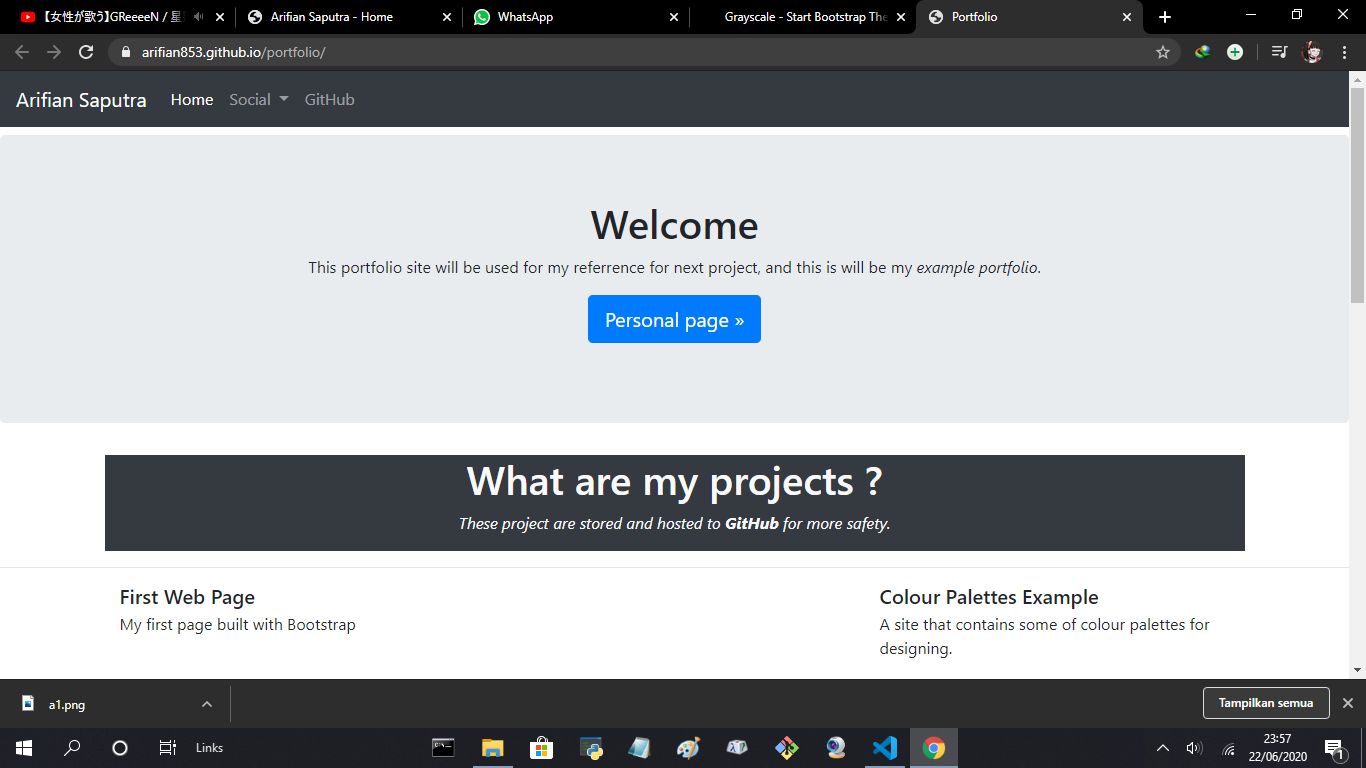 【女性が歌う】GReeeeN / 星
Arifian Saputra - Home
WhatsApp
Grayscale - Start Bootstrap The
Portfolio
arifian853.github.io/portfolio/
Arifian Saputra
Home
Social
GitHub
Welcome
This portfolio site will be used for my referrence for next project, and this is will be my example portfolio.
Personal page »
What are my projects ?
These project are stored and hosted to GitHub for more safety.
First Web Page
My first page built with Bootstrap
Colour Palettes Example
A site that contains some of colour palettes for
designing.
a1.png
Tampilkan semua
Links
23:57
22/06/2020
1